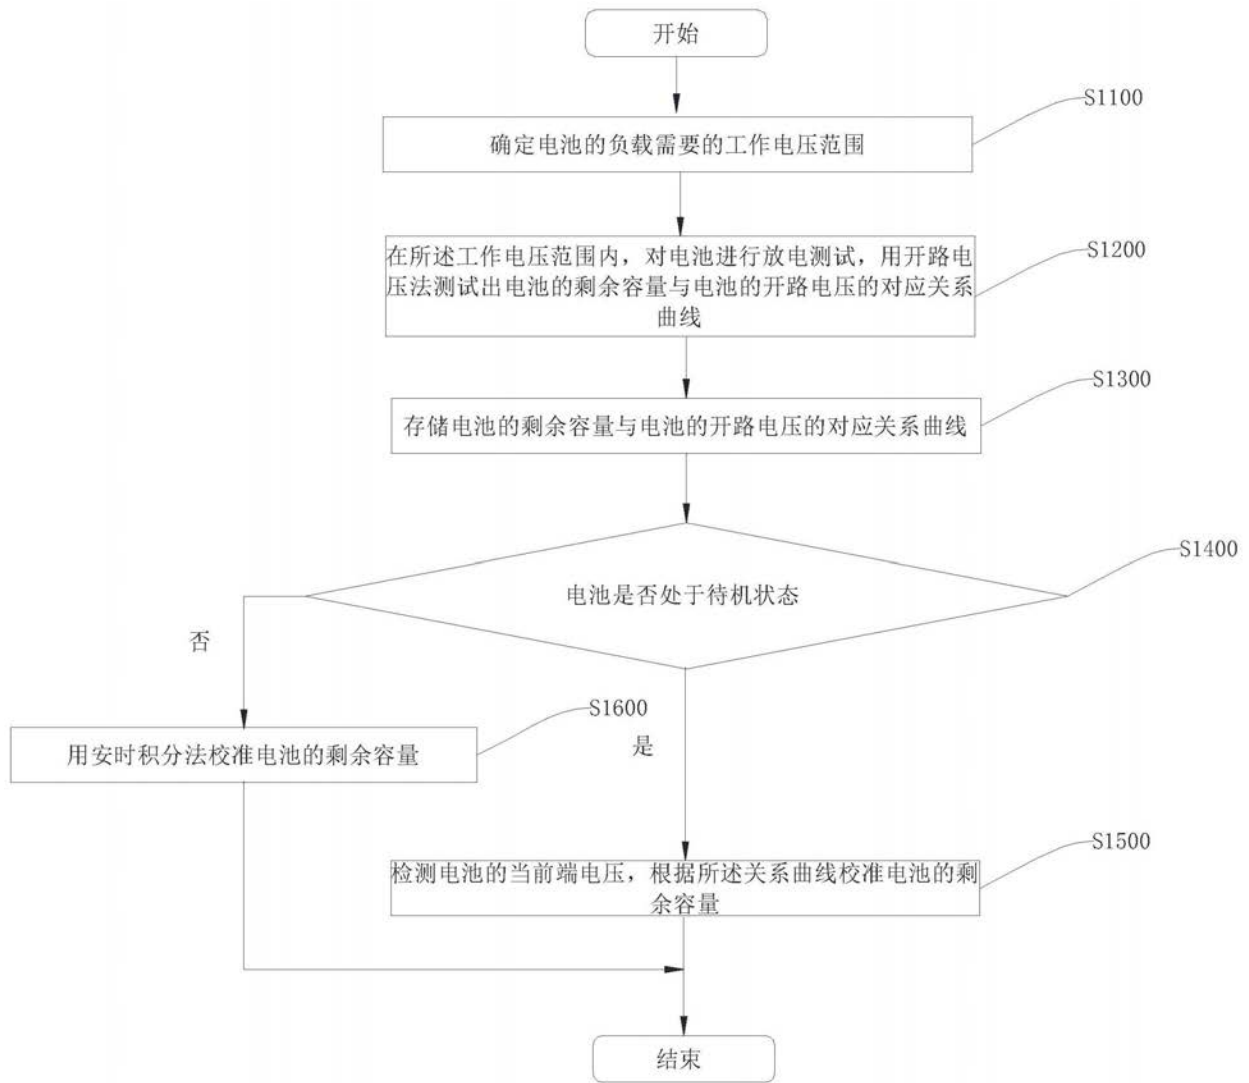 开始
S1100
确定电池的负载需要的工作电压范围
S1200
在所述工作电压范围内，对电池进行放电测试，用开路电
压法测试出电池的剩余容量与电池的开路电压的对应关系
曲线
S1300
存储电池的剩余容量与电池的开路电压的对应关系曲线
S1400
电池是否处于待机状态
否
S1600
用安时积分法校准电池的剩余容量
是
S1500
检测电池的当前端电压，根据所述关系曲线校准电池的剩
余容量
结束